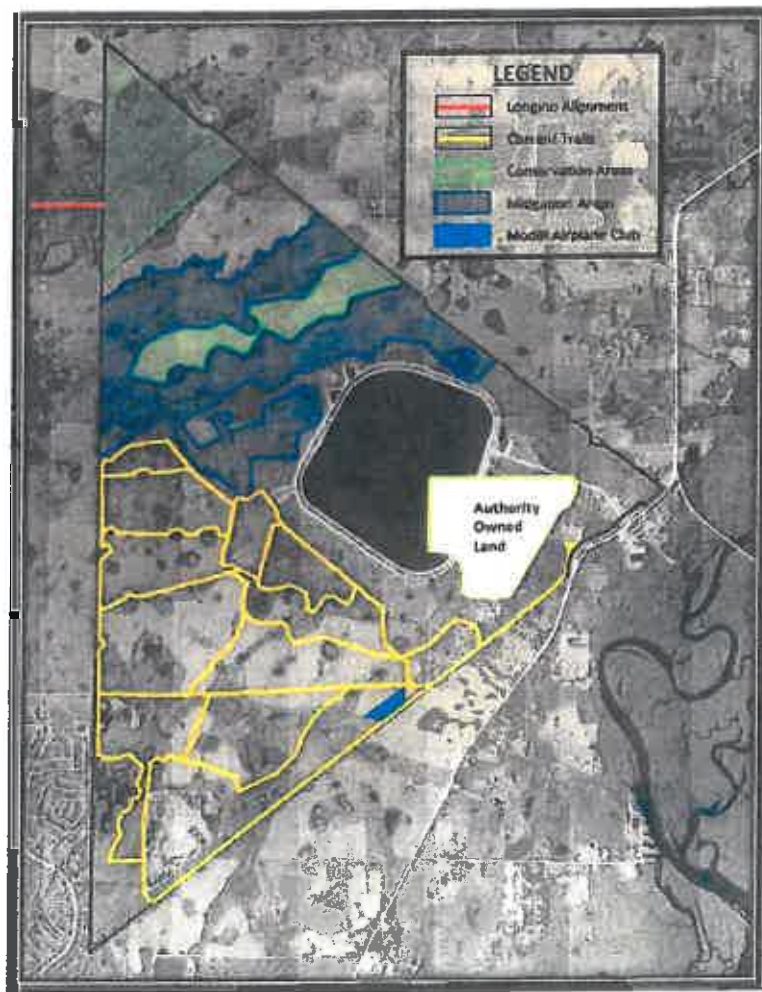 LEGEND
Longino Alignment
Current Trails
Conservation Areas
Mitigation Areas
Model Airplane Club
Authority
Owned
Land